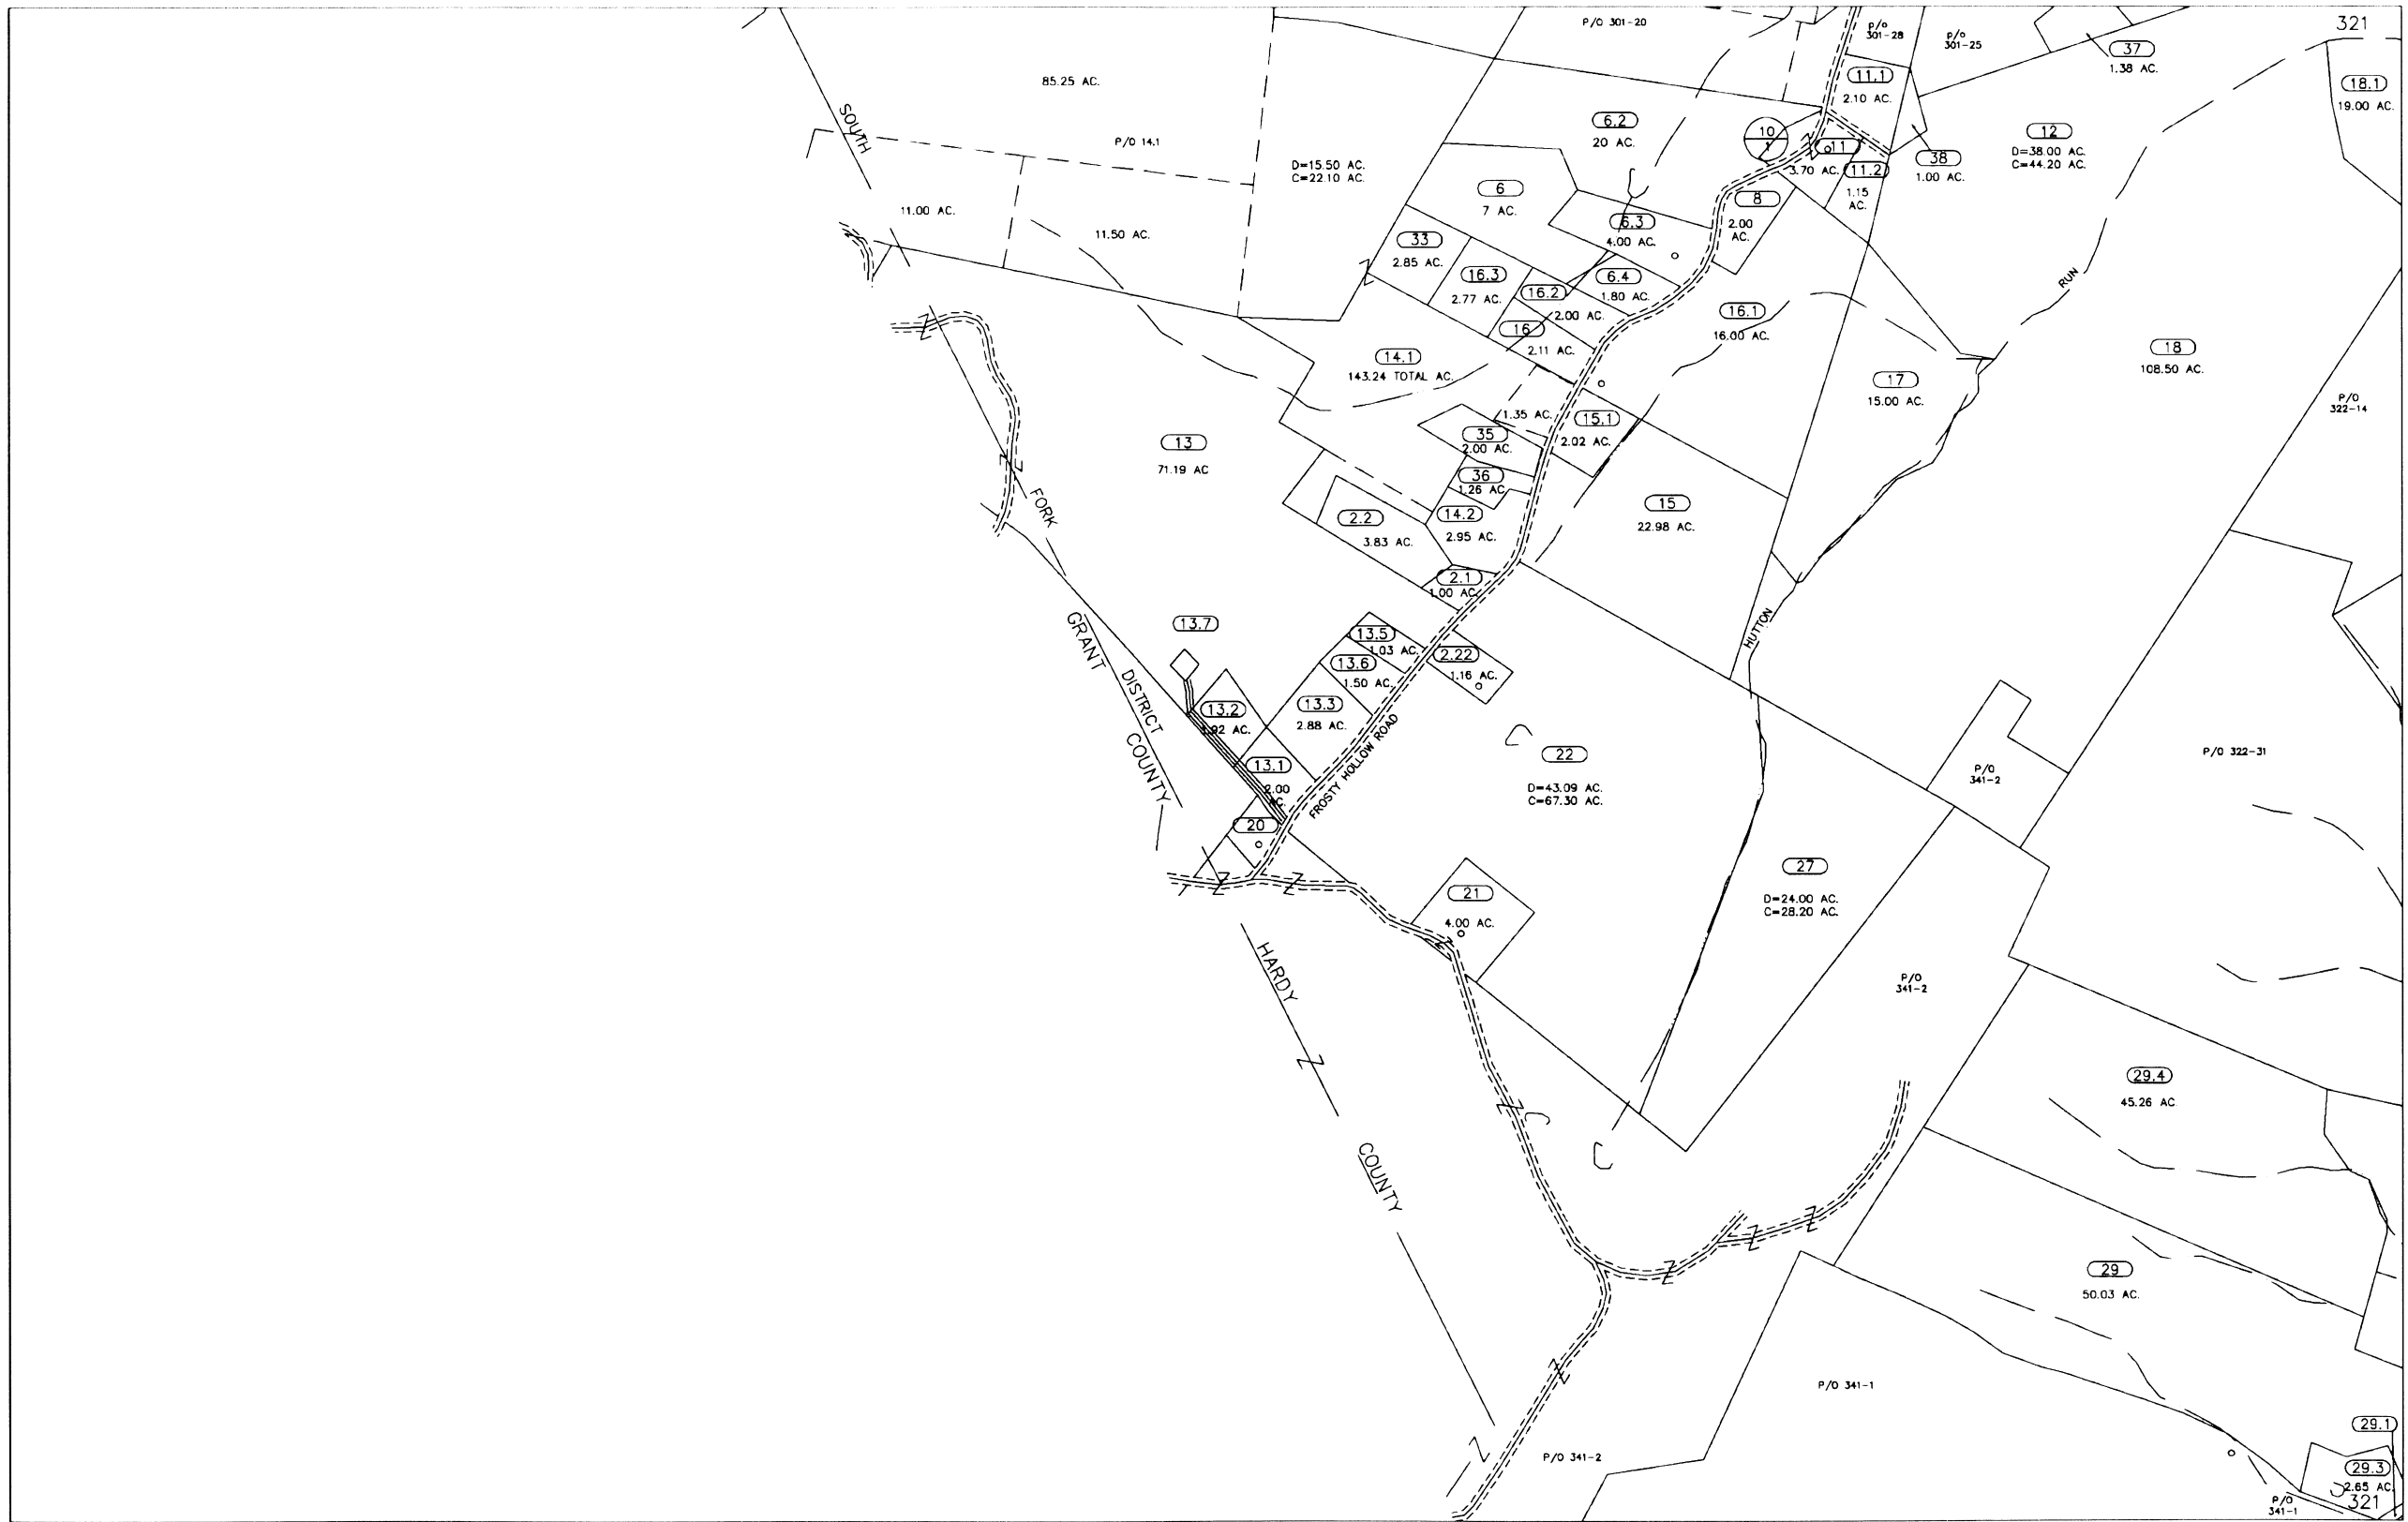 321
P/O 301-20
P/O
301-28
P/O
301-25
37
1.38 AC.
18.1
19.00 AC.
85.25 AC.
11.1
2.10 AC.
SOUTH
P/O 14.1
6.2
20 AC.
10
1
11
3.70 AC.
11.2
1.15
AC.
38
1.00 AC.
12
D=38.00 AC.
C=44.20 AC.
D=15.50 AC.
C=22.10 AC.
6
7 AC.
8
2.00
AC.
11.00 AC.
11.50 AC.
6.3
4.00 AC.
33
2.85 AC.
16.3
2.77 AC.
6.4
1.80 AC.
16.2
2.00 AC.
RUN
16
2.11 AC.
16.1
16.00 AC.
14.1
143.24 TOTAL AC.
17
15.00 AC.
18
108.50 AC.
P/O
322-14
1.35 AC.
15.1
2.02 AC.
35
2.00 AC.
13
71.19 AC
36
1.26 AC
FORK
2.2
3.83 AC.
14.2
2.95 AC.
15
22.98 AC.
2.1
1.00 AC.
13.7
GRANT
DISTRICT
COUNTY
HUTTON
13.5
1.03 AC.
13.6
1.50 AC.
2.22
1.16 AC.
13.2
1.92 AC.
13.3
2.88 AC.
FROSTY HOLLOW ROAD
13.1
2.00
AC.
20
22
D=43.09 AC.
C=67.30 AC.
P/O
341-2
P/O 322-31
21
4.00 AC.
27
D=24.00 AC.
C=28.20 AC.
HARDY
P/O
341-2
29.4
45.26 AC
COUNTY
29
50.03 AC.
P/O 341-1
P/O 341-2
29.1
29.3
2.65 AC
P/O
341-1
321